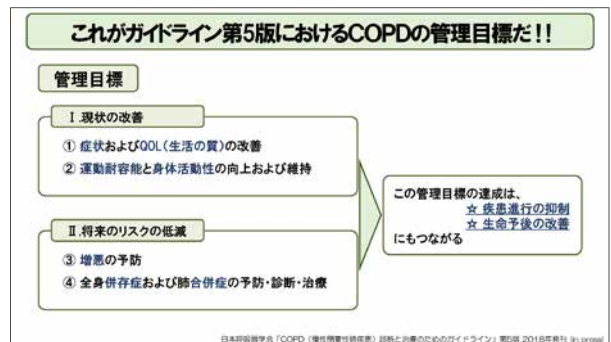 これがガイドライン第5版におけるCOPDの管理目標だ!!
管理目標
Ⅰ.現状の改善
① 症状およびQOL(生活の質)の改善
② 運動耐容能と身体活動性の向上および維持
Ⅱ.将来のリスクの低減
③ 増悪の予防
④ 全身併存症および肺合併症の予防・診断・治療
この管理目標の達成は、
☆ 疾患進行の抑制
☆ 生命予後の改善
にもつながる
日本呼吸器学会「COPD(慢性閉塞性肺疾患)診断と治療のためのガイドライン」第5版 2018年発刊 (in press)